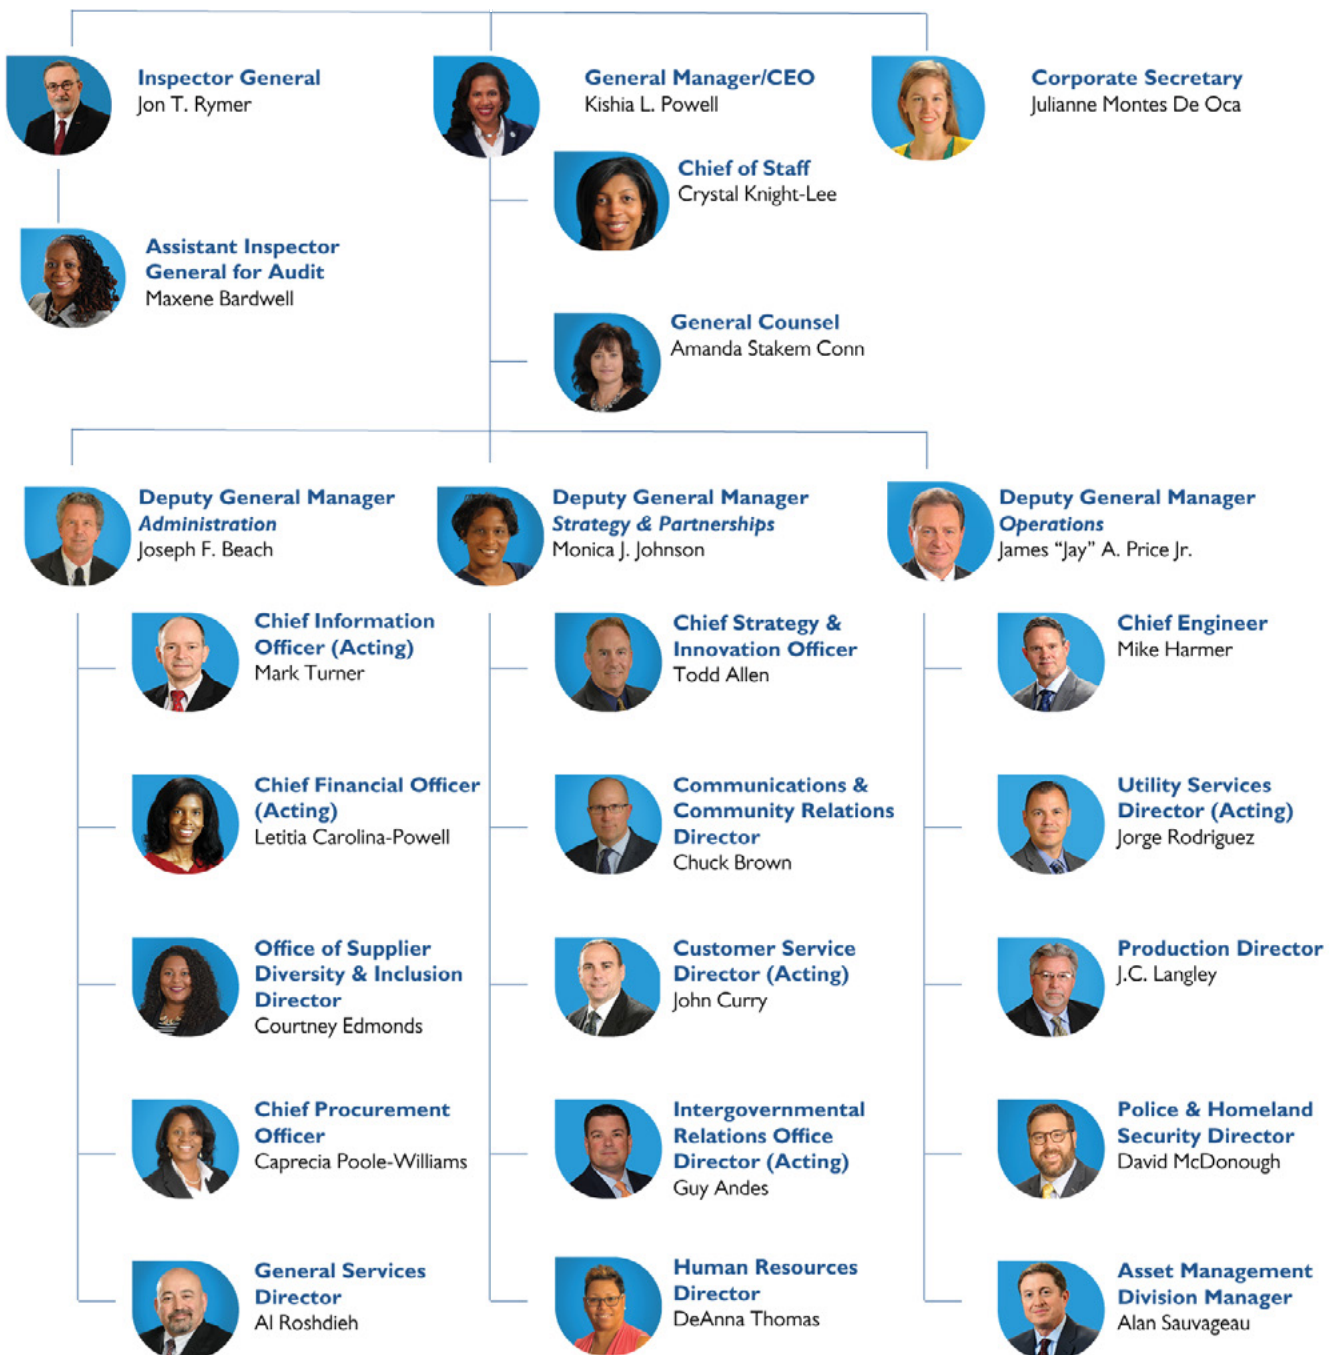 Inspector General
Jon T. Rymer
General Manager/CEO
Kishia L. Powell
Corporate Secretary
Julianne Montes De Oca
Chief of Staff
Crystal Knight-Lee
Assistant Inspector
General for Audit
Maxene Bardwell
General Counsel
Amanda Stakem Conn
Deputy General Manager
Administration
Joseph F. Beach
Deputy General Manager
Strategy & Partnerships
Monica J. Johnson
Deputy General Manager
Operations
James “Jay” A. Price Jr.
Chief Information
Officer (Acting)
Mark Turner
Chief Financial Officer
(Acting)
Letitia Carolina-Powell
Office of Supplier
Diversity & Inclusion
Director
Courtney Edmonds
Chief Procurement
Officer
Caprecia Poole-Williams
General Services
Director
Al Roshdieh
Chief Strategy &
Innovation Officer
Todd Allen
Communications &
Community Relations
Director
Chuck Brown
Customer Service
Director (Acting)
John Curry
Intergovernmental
Relations Office
Director (Acting)
Guy Andes
Human Resources
Director
DeAnna Thomas
Chief Engineer
Mike Harmer
Utility Services
Director (Acting)
Jorge Rodriguez
Production Director
J.C. Langley
Police & Homeland
Security Director
David McDonough
Asset Management
Division Manager
Alan Sauvageau